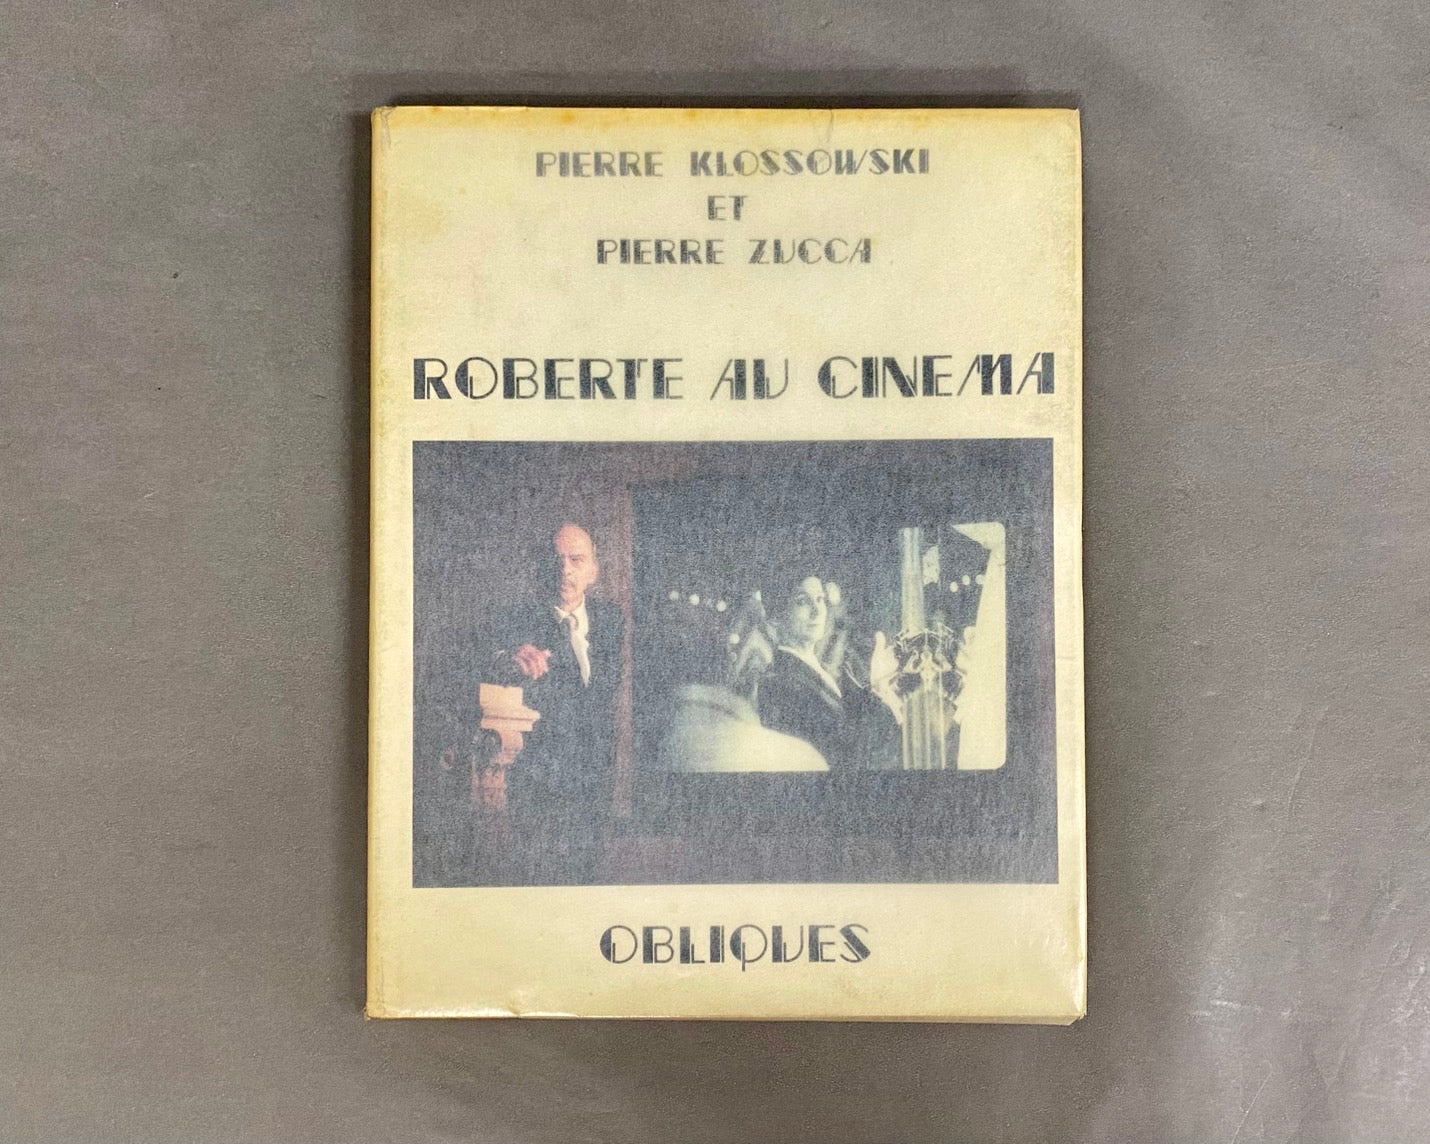 PIERRE KLOSSOWSKI
ET
PIERRE ZUCCA
ROBERTE AU CINEMA
OBLIQUES